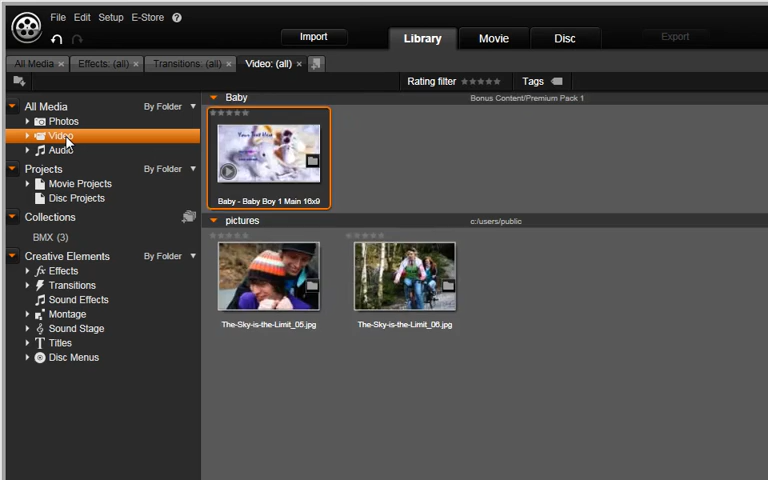 File Edit Setup E-Store ?
Import
Library Movie Disc Export
All Media × Effects: (all) × Transitions: (all) × Video: (all) ×
Rating filter Tags
All Media By Folder
Photos
Video
Audio
Projects By Folder
Movie Projects
Disc Projects
Collections
BMX (3)
Creative Elements By Folder
fx Effects
Transitions
Sound Effects
Montage
Sound Stage
T Titles
Disc Menus
Baby Bonus Content/Premium Pack 1
Your Text Here
Baby - Baby Boy 1 Main 16x9
pictures c:/users/public
The-Sky-is-the-Limit_05.jpg The-Sky-is-the-Limit_06.jpg